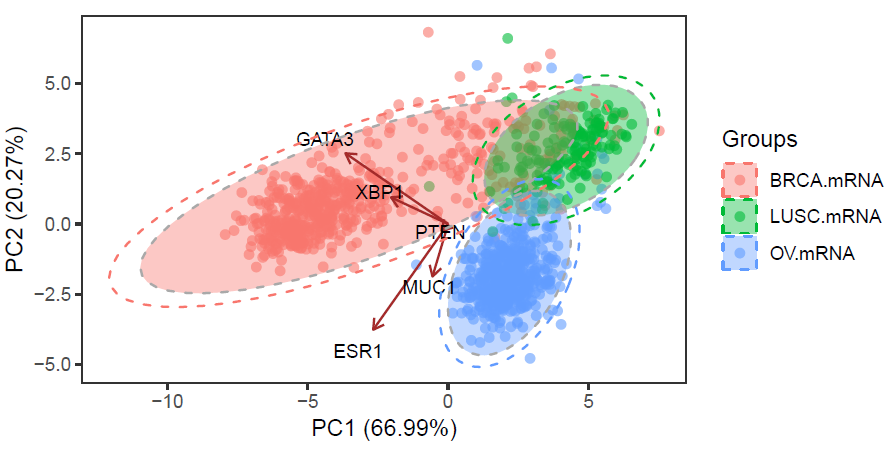 5.0
2.5
0.0
−2.5
−5.0
PC2 (20.27%)
GATA3
XBP1
PTEN
MUC1
ESR1
−10
−5
0
5
PC1 (66.99%)
Groups
BRCA.mRNA
LUSC.mRNA
OV.mRNA